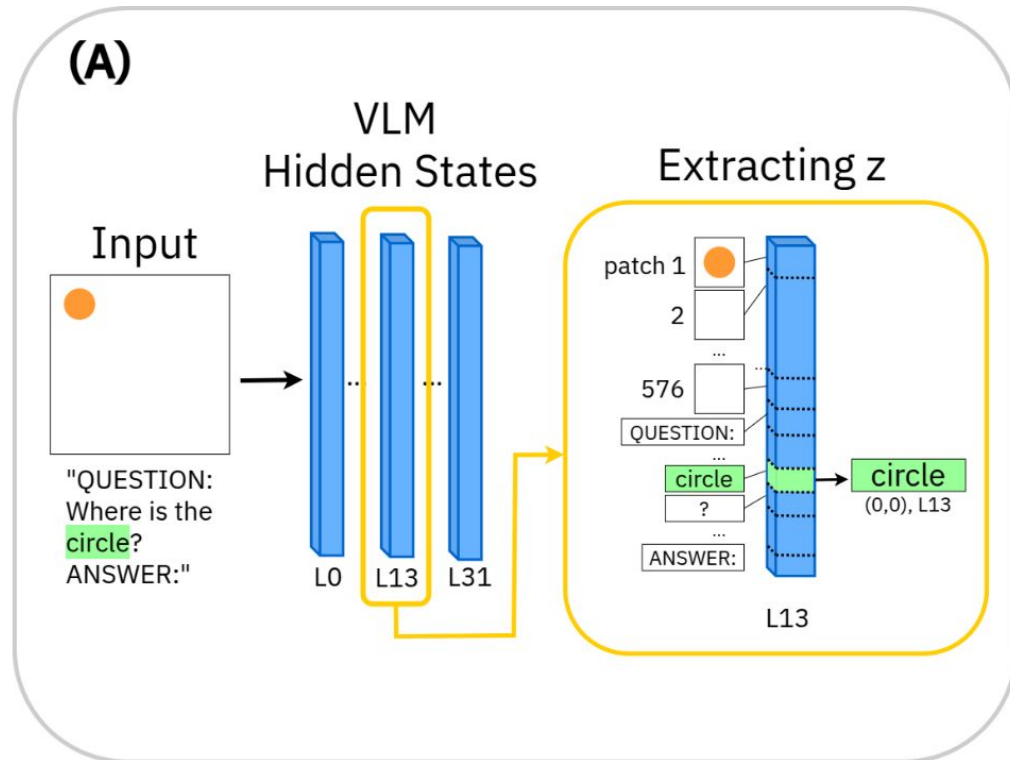 (A)
VLM
Hidden States
Extracting z
Input
patch 1
2
...
576
QUESTION:
...
circle
?
...
ANSWER:
circle
(0,0), L13
L13
...
...
...
"QUESTION:
Where is the
circle?
ANSWER:"
L0
L13
L31